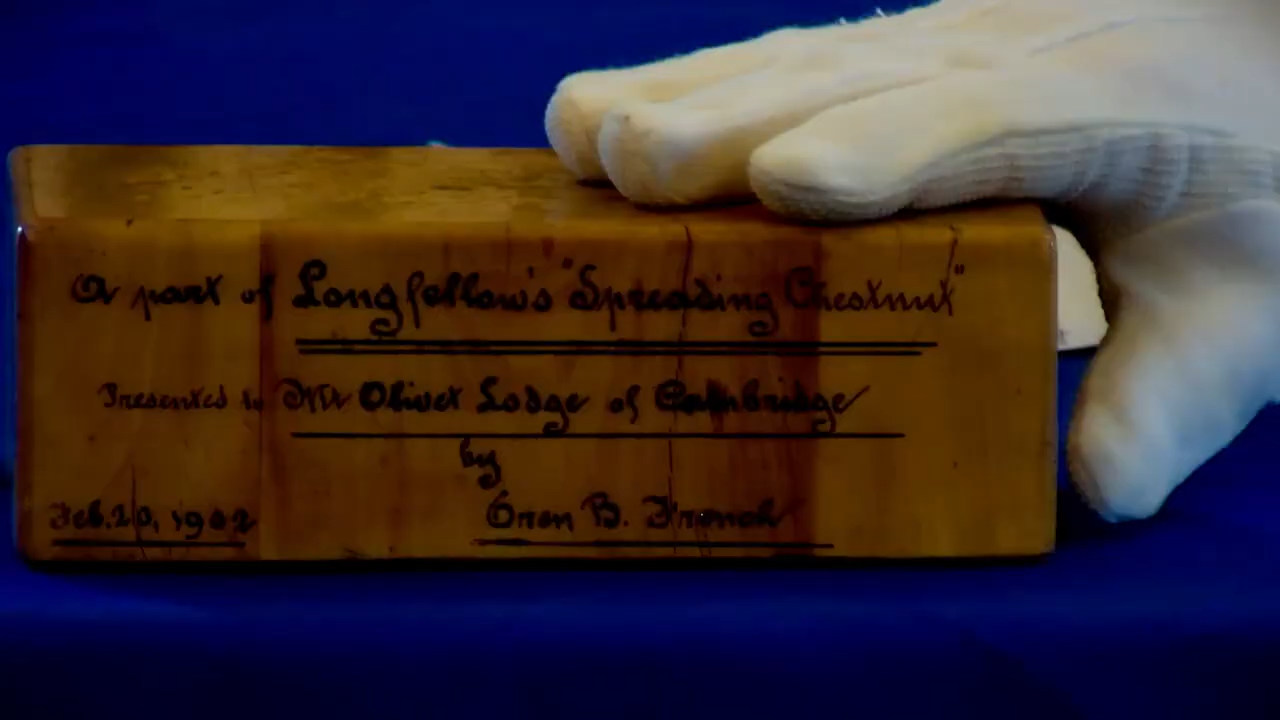 A part of Longfellow's "Spreading Chestnut"
Presented to Mt Olivet Lodge of Cambridge
by
Oren B. French
Feb. 20, 1902